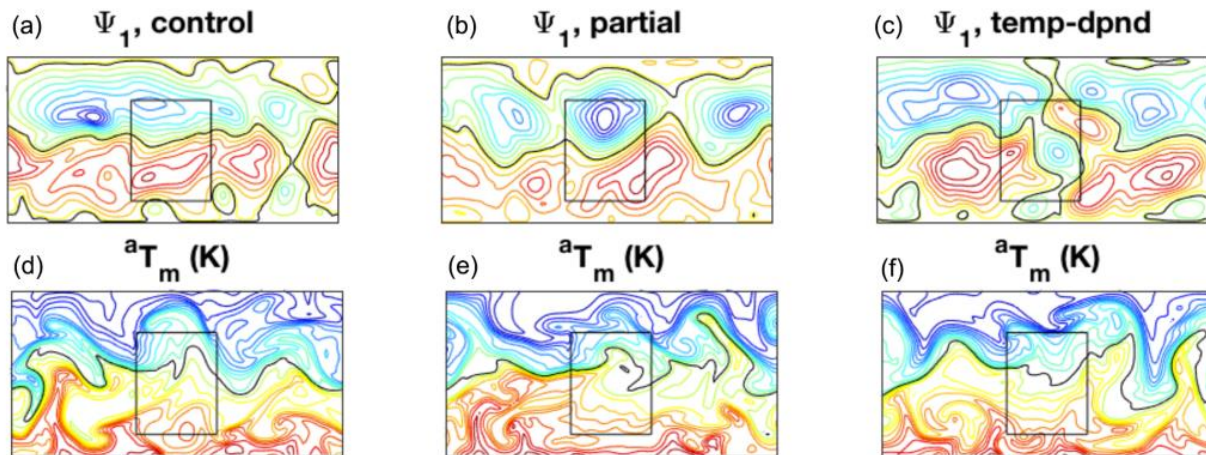 (a) Ψ1, control
(b) Ψ1, partial
(c) Ψ1, temp-dpnd
(d) aTm (K)
(e) aTm (K)
(f) aTm (K)